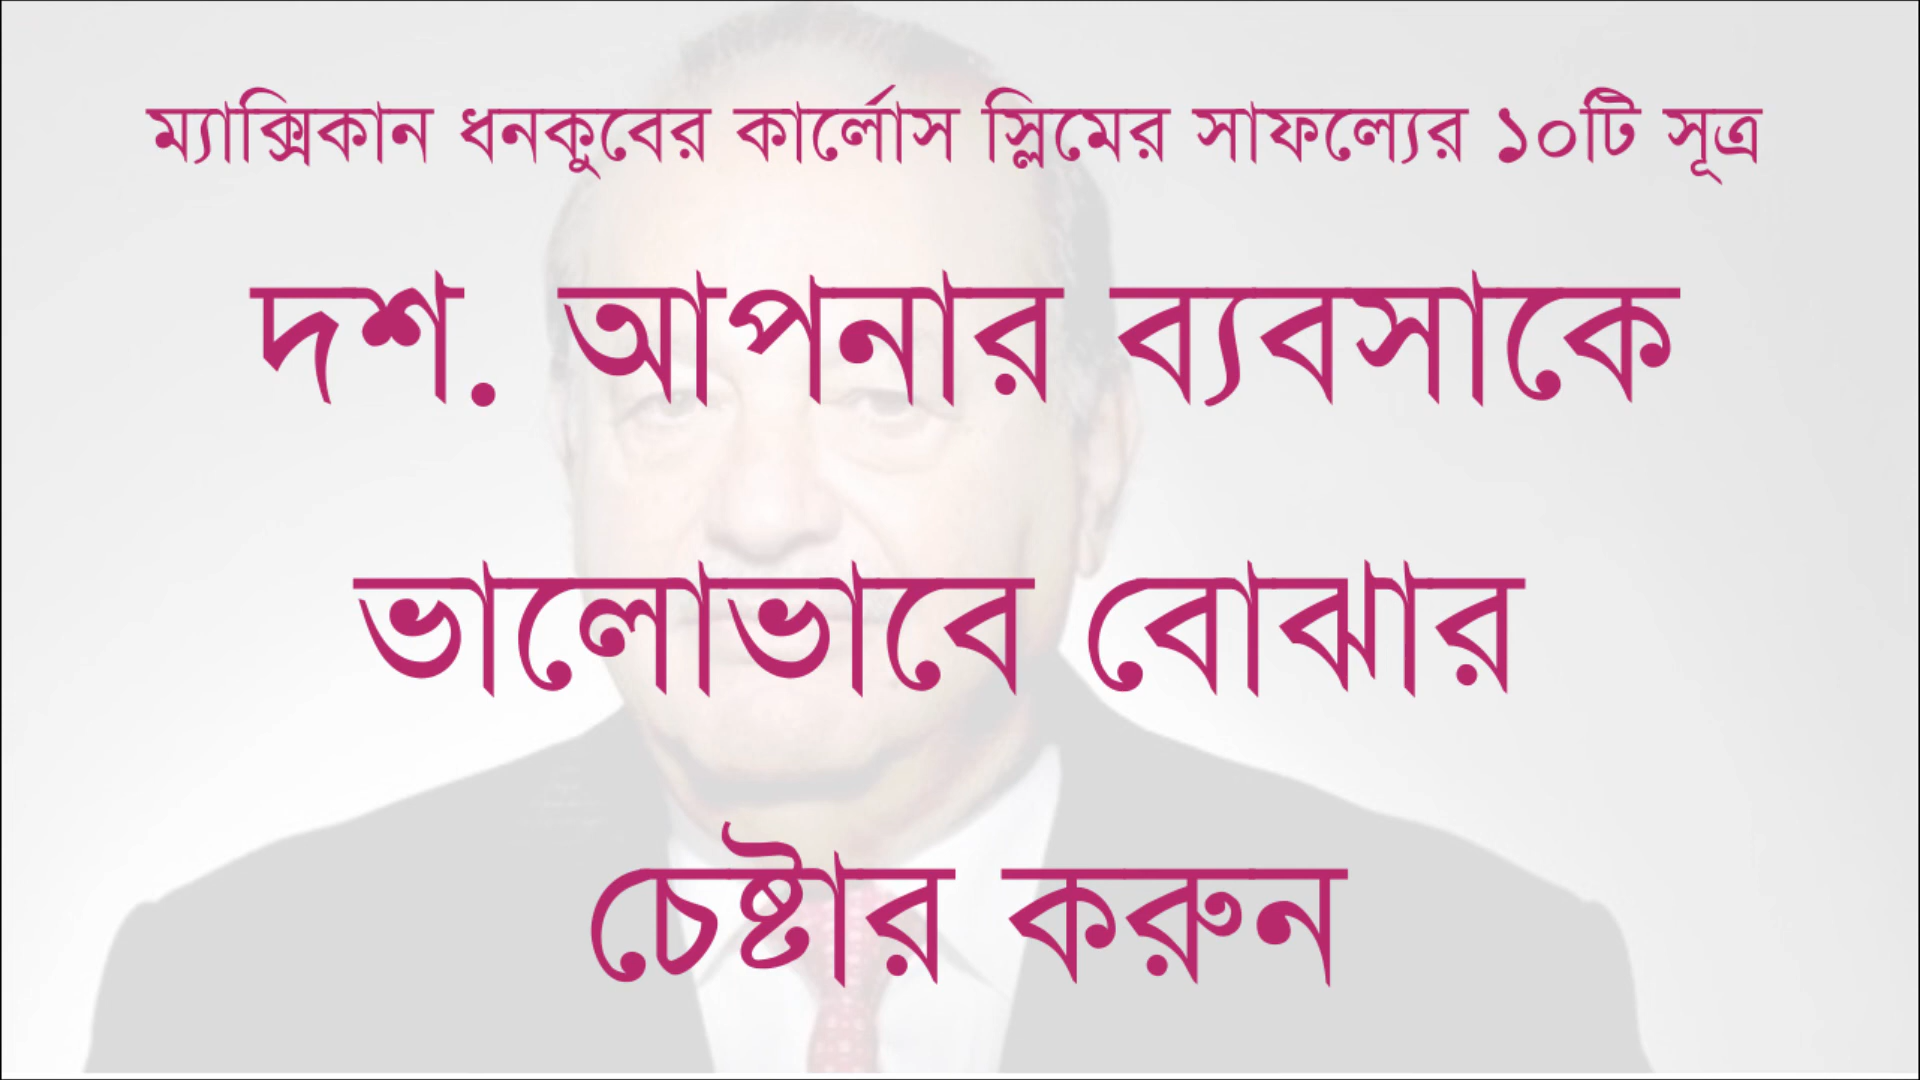 ম্যাক্সিকান ধনকুবের কার্লোস স্লিমের সাফল্যের ১০টি সূত্র
দশ. আপনার ব্যবসাকে
ভালোভাবে বোঝার
চেষ্টার করুন